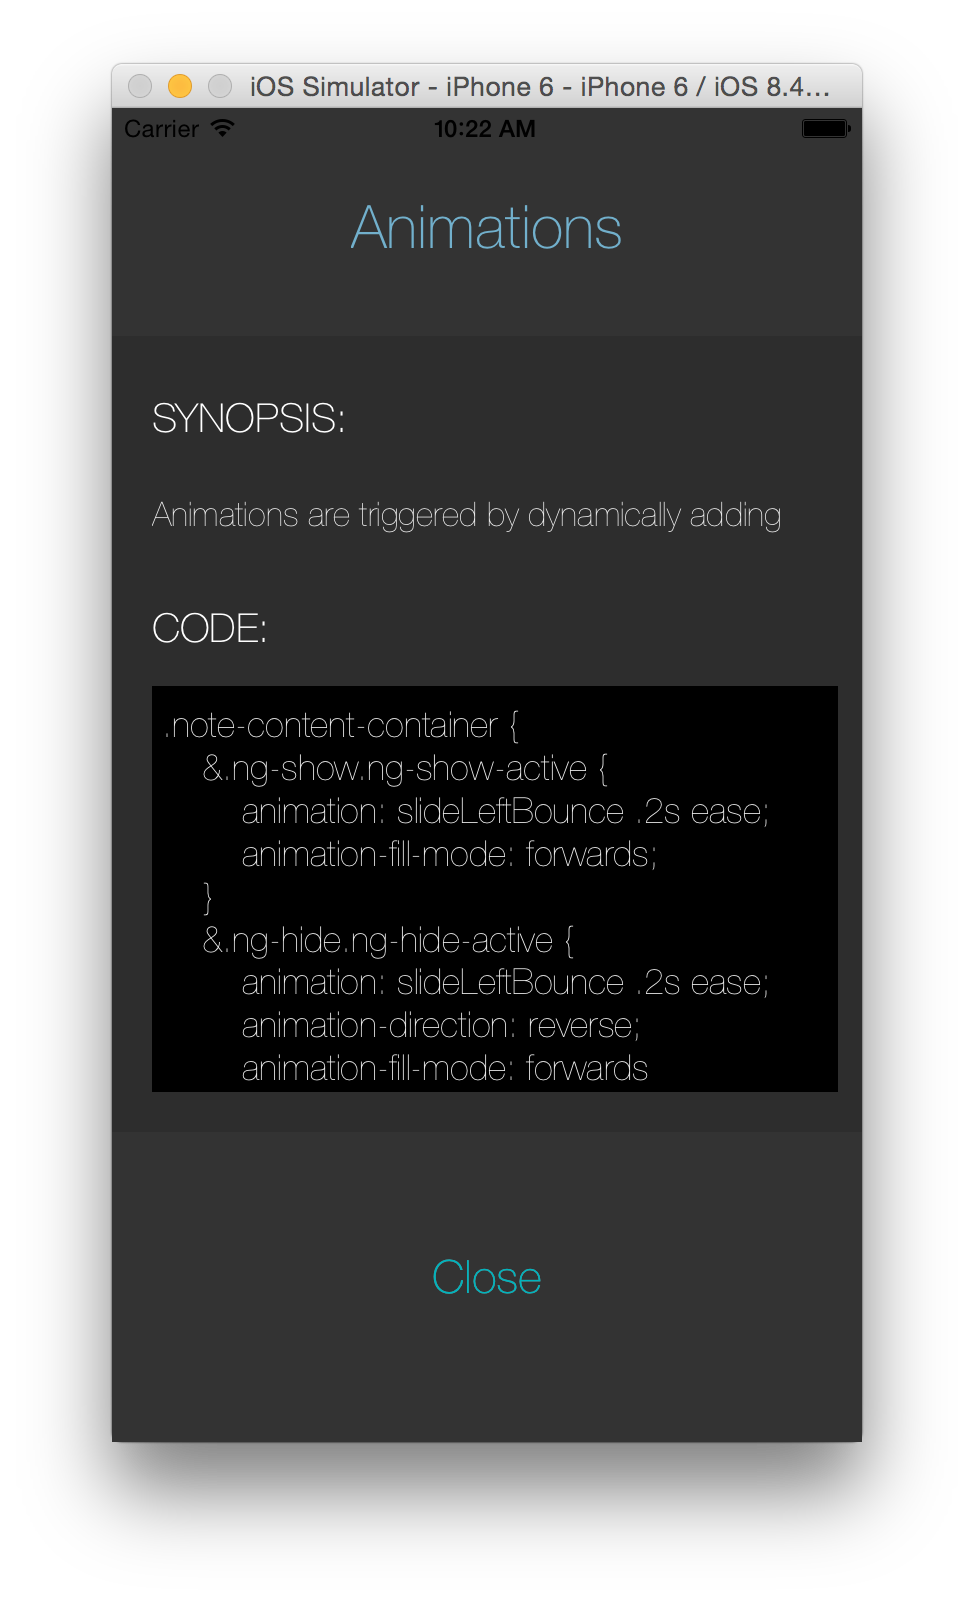 iOS Simulator - iPhone 6 - iPhone 6 / iOS 8.4...
Carrier 10:22 AM
Animations
SYNOPSIS:
Animations are triggered by dynamically adding
CODE:
.note-content-container {
    &.ng-show.ng-show-active {
        animation: slideLeftBounce .2s ease;
        animation-fill-mode: forwards;
    }
    &.ng-hide.ng-hide-active {
        animation: slideLeftBounce .2s ease;
        animation-direction: reverse;
        animation-fill-mode: forwards
Close